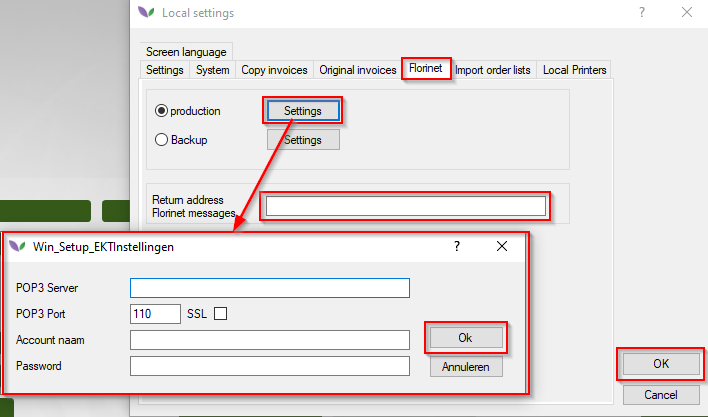 Local settings
?
Screen language
Settings System Copy invoices Original invoices Florinet Import order lists Local Printers
production Settings
Backup Settings
Return address
Florinet messages
Win_Setup_EKTInstellingen ?
POP3 Server
POP3 Port 110 SSL
Account naam
Password
Ok
Annuleren
OK
Cancel